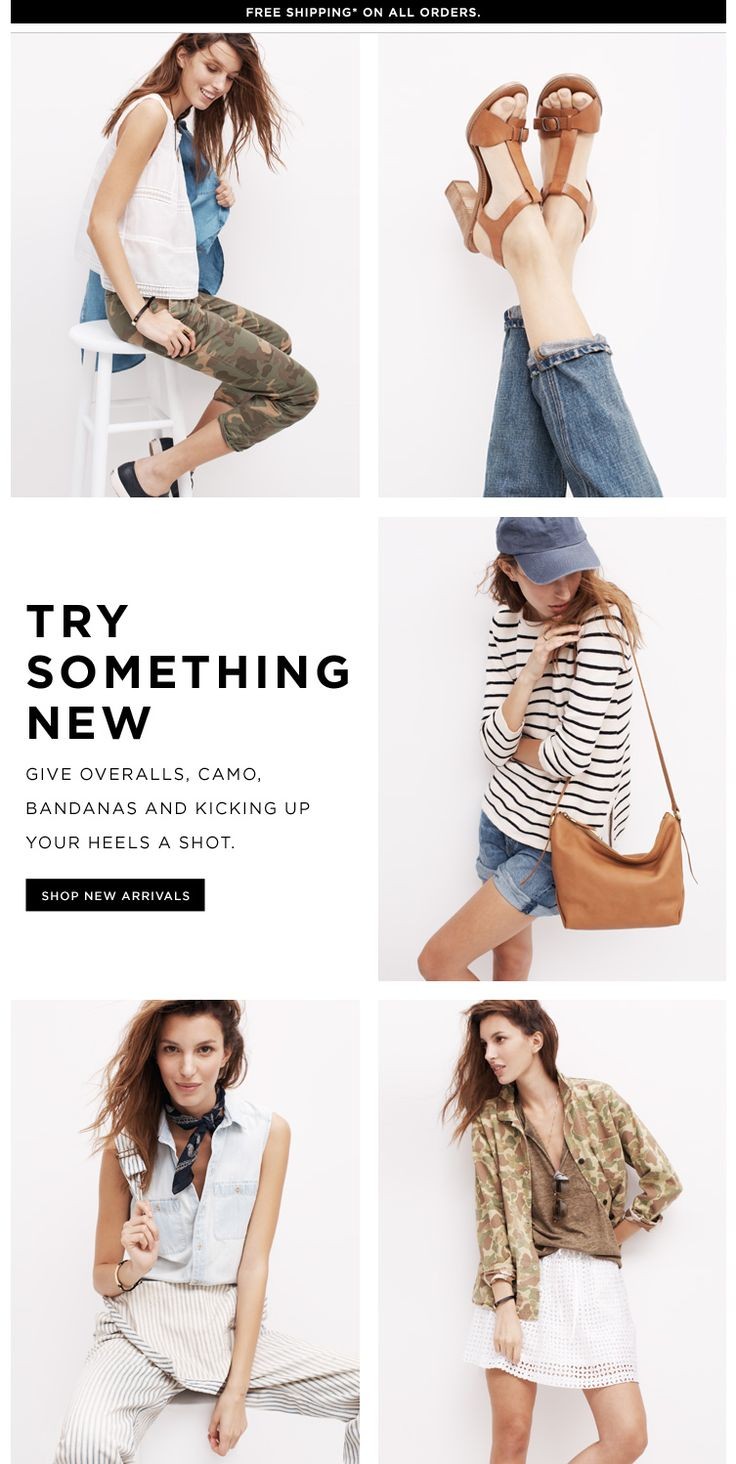 FREE SHIPPING* ON ALL ORDERS.
TRY
SOMETHING
NEW
GIVE OVERALLS, CAMO,
BANDANAS AND KICKING UP
YOUR HEELS A SHOT.
SHOP NEW ARRIVALS